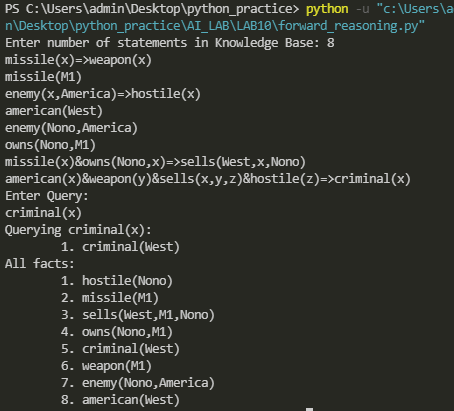 PS C:\Users\admin\Desktop\python_practice> python -u "c:\Users\a
n\Desktop\python_practice\AI_LAB\LAB10\forward_reasoning.py"
Enter number of statements in Knowledge Base: 8
missile(x)=>weapon(x)
missile(M1)
enemy(x,America)=>hostile(x)
american(West)
enemy(Nono,America)
owns(Nono,M1)
missile(x)&owns(Nono,x)=>sells(West,x,Nono)
american(x)&weapon(y)&sells(x,y,z)&hostile(z)=>criminal(x)
Enter Query:
criminal(x)
Querying criminal(x):
1. criminal(West)
All facts:
1. hostile(Nono)
2. missile(M1)
3. sells(West,M1,Nono)
4. owns(Nono,M1)
5. criminal(West)
6. weapon(M1)
7. enemy(Nono,America)
8. american(West)